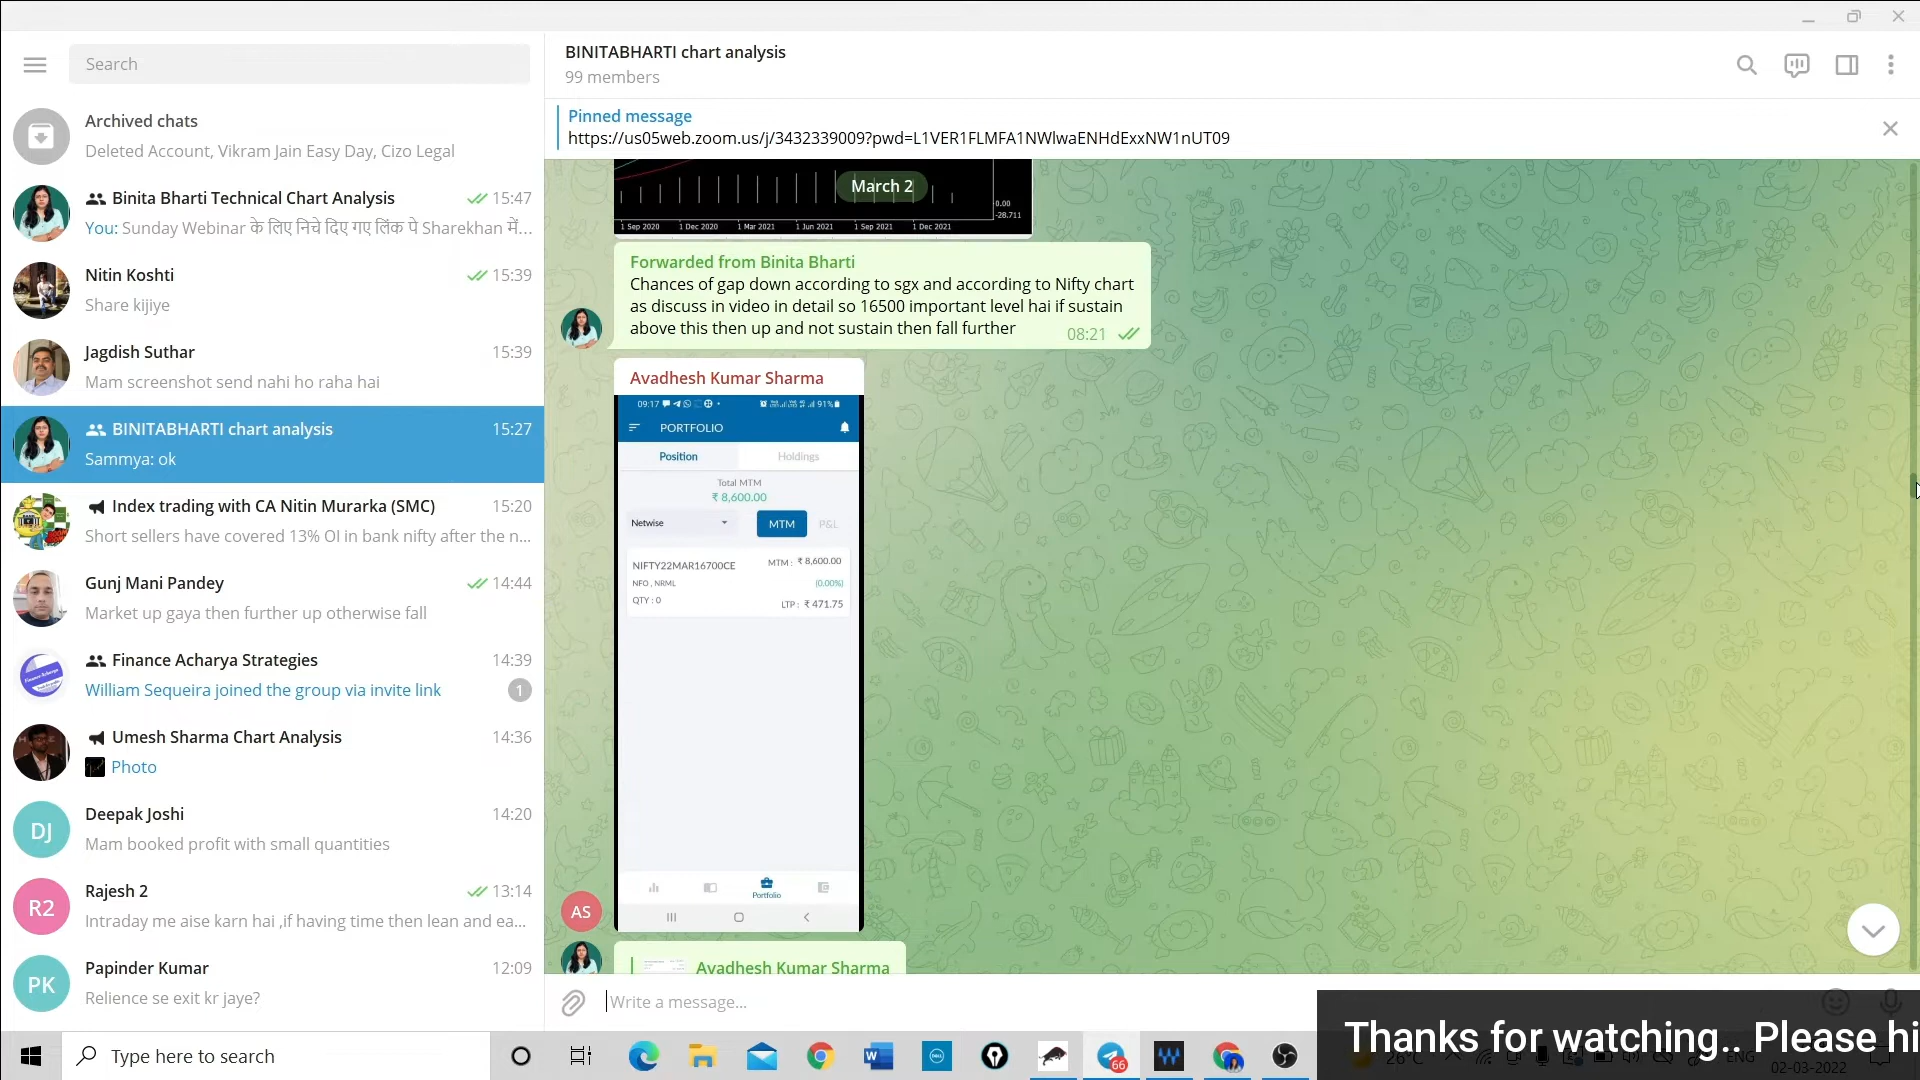 Search
Archived chats
Deleted Account, Vikram Jain Easy Day, Cizo Legal
Binita Bharti Technical Chart Analysis 15:47
You: Sunday Webinar के लिए निचे दिए गए लिंक पे Sharekhan में...
Nitin Koshti 15:39
Share kijiye
Jagdish Suthar 15:39
Mam screenshot send nahi ho raha hai
BINITABHARTI chart analysis 15:27
Sammya: ok
Index trading with CA Nitin Murarka (SMC) 15:20
Short sellers have covered 13% OI in bank nifty after the n...
Gunj Mani Pandey 14:44
Market up gaya then further up otherwise fall
Finance Acharya Strategies 14:39
William Sequeira joined the group via invite link 1
Umesh Sharma Chart Analysis 14:36
Photo
DJ
Deepak Joshi 14:20
Mam booked profit with small quantities
R2
Rajesh 2 13:14
Intraday me aise karn hai ,if having time then lean and ea...
PK
Papinder Kumar 12:09
Relience se exit kr jaye?
BINITABHARTI chart analysis
99 members
Pinned message
https://us05web.zoom.us/j/3432339009?pwd=L1VER1FLMFA1NWlwaENHdExxNW1nUT09
March 2
0.00
-28.711
1 Sep 2020 1 Dec 2020 1 Mar 2021 1 Jun 2021 1 Sep 2021 1 Dec 2021
Forwarded from Binita Bharti
Chances of gap down according to sgx and according to Nifty chart
as discuss in video in detail so 16500 important level hai if sustain
above this then up and not sustain then fall further 08:21
Avadhesh Kumar Sharma
09:17 91%
PORTFOLIO
Position Holdings
Total MTM
₹ 8,600.00
Netwise MTM P&L
NIFTY22MAR16700CE MTM : ₹ 8,600.00
NFO , NRML (0.00%)
QTY : 0 LTP : ₹ 471.75
Portfolio
AS
Avadhesh Kumar Sharma
Write a message...
Type here to search
66
Thanks for watching.. Please hi
26°C ENG
02-03-2022